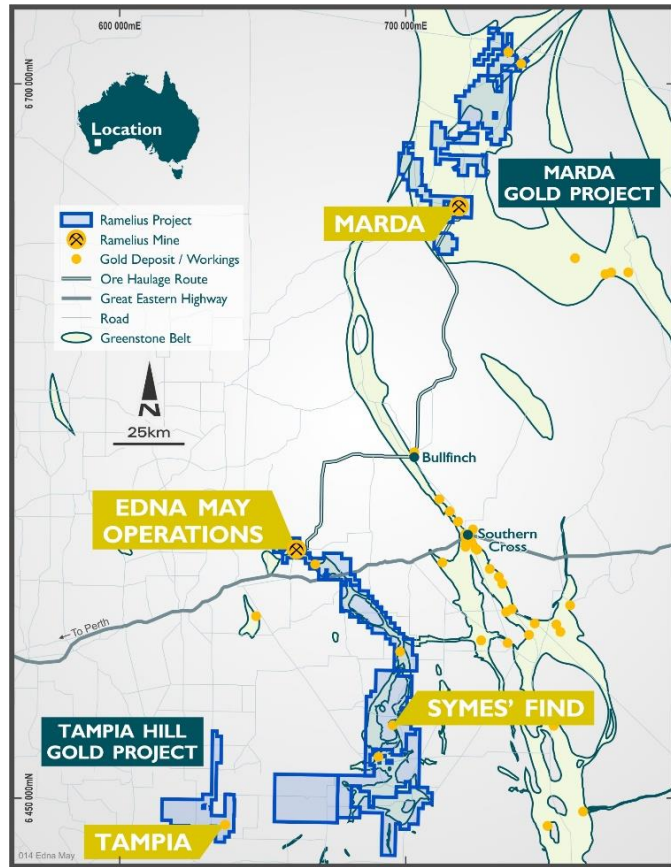 600 000mE
700 000mE
6 700 000mN
Location
MARDA
GOLD PROJECT
MARDA
Ramelius Project
Ramelius Mine
Gold Deposit / Workings
Ore Haulage Route
Great Eastern Highway
Road
Greenstone Belt
N
25km
Bullfinch
EDNA MAY
OPERATIONS
Southern
Cross
To Perth
SYMES' FIND
TAMPIA HILL
GOLD PROJECT
6 450 000mN
TAMPIA
014 Edna May